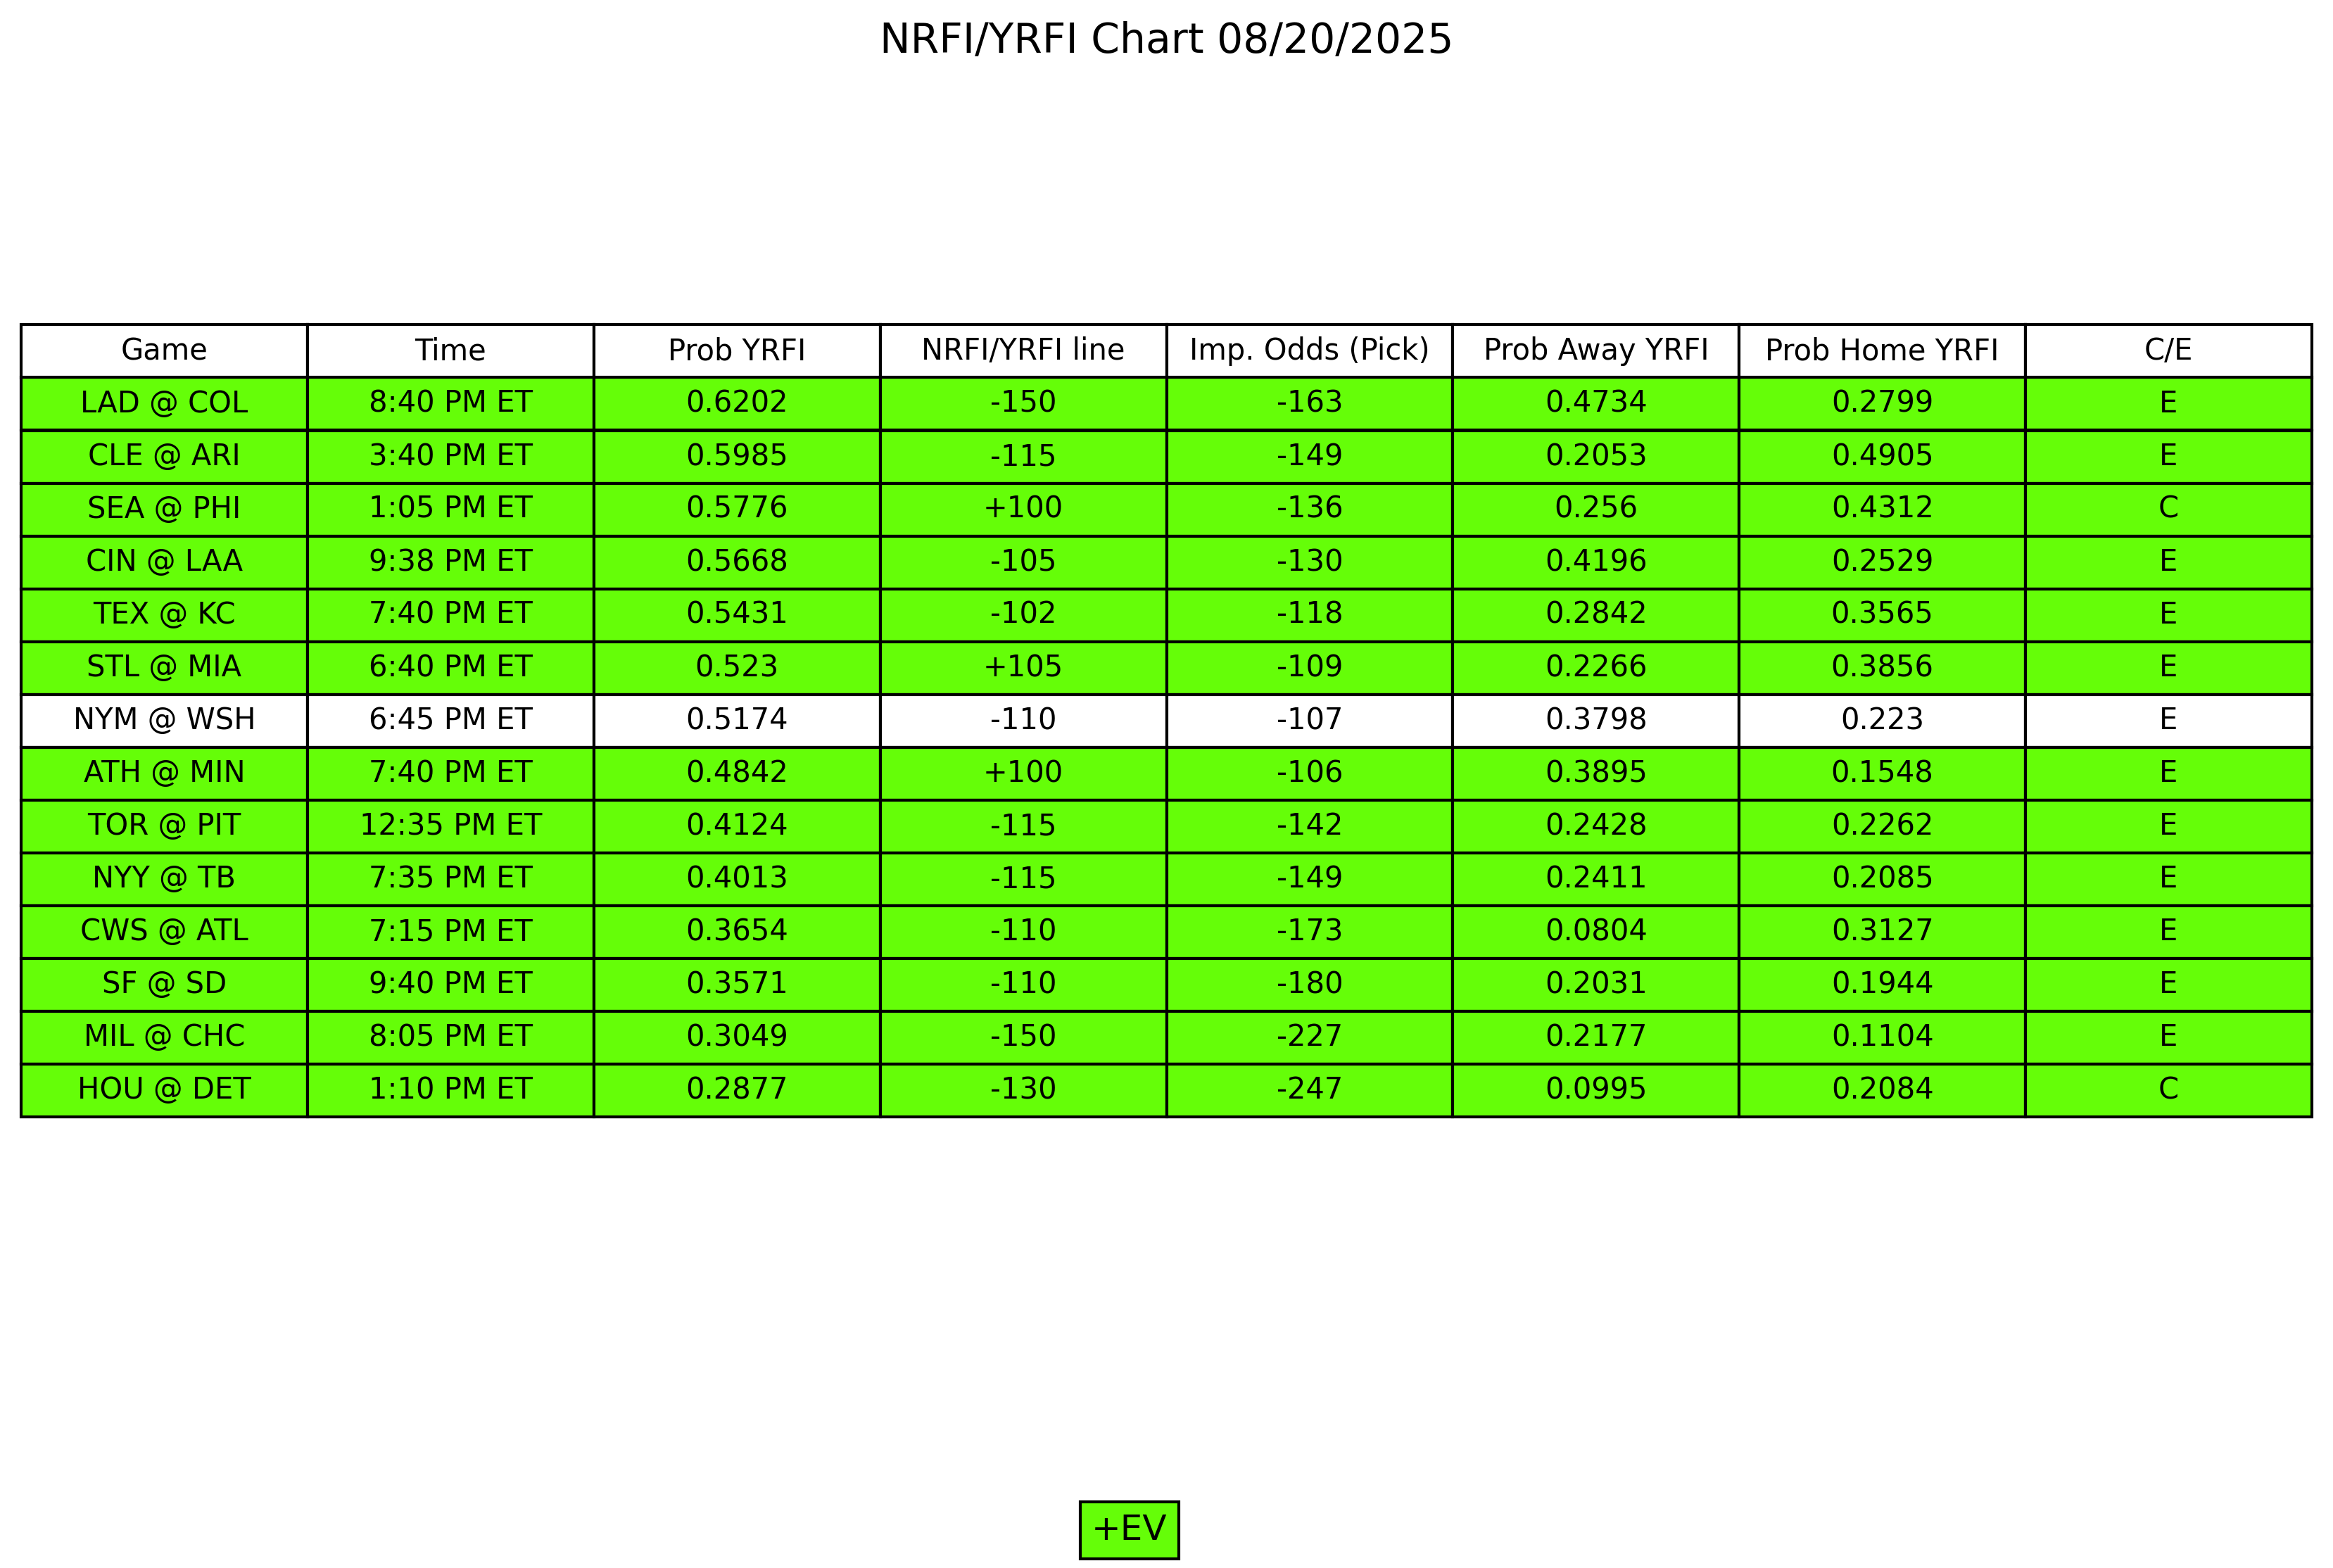 NRFI/YRFI Chart 08/20/2025
Game Time Prob YRFI NRFI/YRFI line Imp. Odds (Pick) Prob Away YRFI Prob Home YRFI C/E
LAD @ COL 8:40 PM ET 0.6202 -150 -163 0.4734 0.2799 E
CLE @ ARI 3:40 PM ET 0.5985 -115 -149 0.2053 0.4905 E
SEA @ PHI 1:05 PM ET 0.5776 +100 -136 0.256 0.4312 C
CIN @ LAA 9:38 PM ET 0.5668 -105 -130 0.4196 0.2529 E
TEX @ KC 7:40 PM ET 0.5431 -102 -118 0.2842 0.3565 E
STL @ MIA 6:40 PM ET 0.523 +105 -109 0.2266 0.3856 E
NYM @ WSH 6:45 PM ET 0.5174 -110 -107 0.3798 0.223 E
ATH @ MIN 7:40 PM ET 0.4842 +100 -106 0.3895 0.1548 E
TOR @ PIT 12:35 PM ET 0.4124 -115 -142 0.2428 0.2262 E
NYY @ TB 7:35 PM ET 0.4013 -115 -149 0.2411 0.2085 E
CWS @ ATL 7:15 PM ET 0.3654 -110 -173 0.0804 0.3127 E
SF @ SD 9:40 PM ET 0.3571 -110 -180 0.2031 0.1944 E
MIL @ CHC 8:05 PM ET 0.3049 -150 -227 0.2177 0.1104 E
HOU @ DET 1:10 PM ET 0.2877 -130 -247 0.0995 0.2084 C
+EV